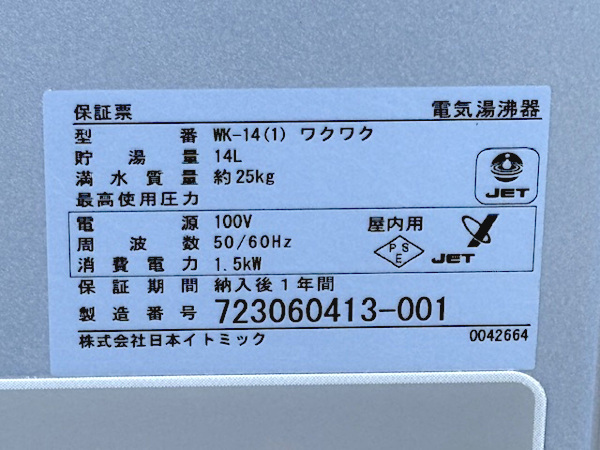 保証票 電気湯沸器
型番 WK-14(1) ワクワク
貯湯量 14L
満水質量 約25kg
最高使用圧力
JET
電源 100V 屋内用
周波数 50/60Hz
消費電力 1.5kW
PSE
JET
保証期間 納入後1年間
製造番号 723060413-001
株式会社日本イトミック 0042664